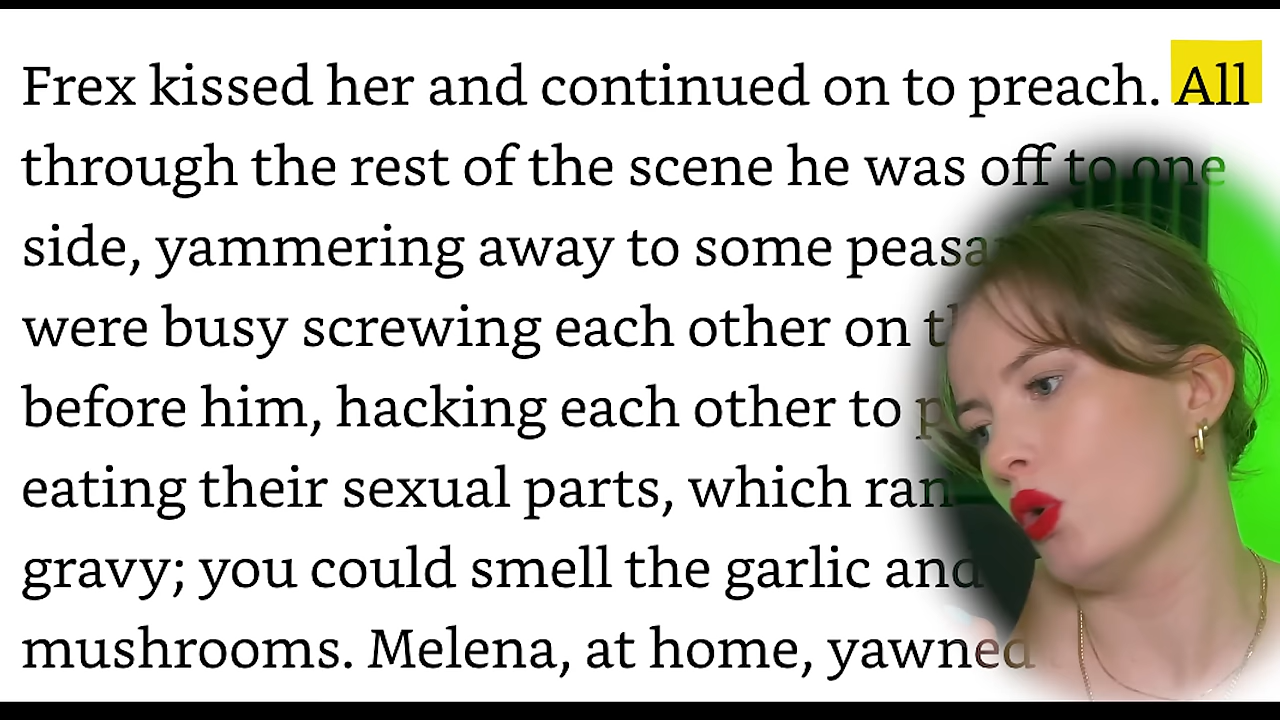 Frex kissed her and continued on to preach. All
through the rest of the scene he was off to one
side, yammering away to some
were busy screwing each other on
before him, hacking each other to
eating their sexual parts, which ran
gravy; you could smell the garlic and
mushrooms. Melena, at home, yawned